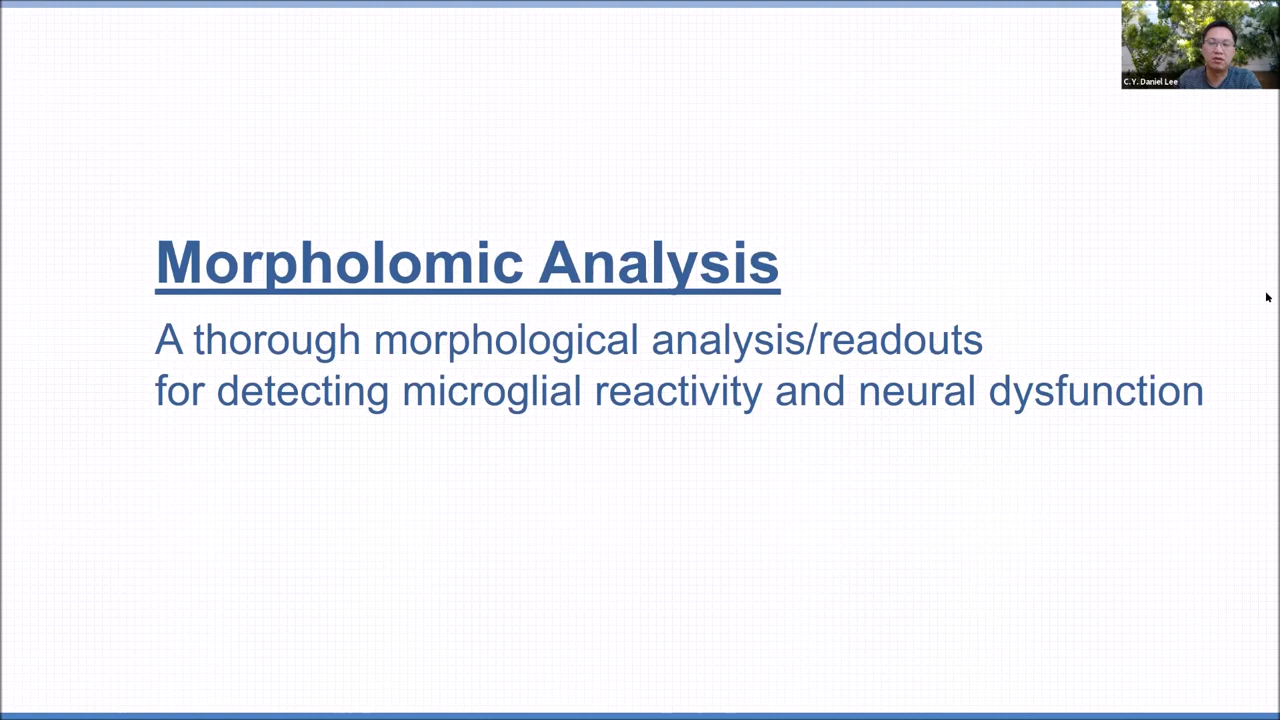 C.Y. Daniel Lee
Morpholomic Analysis
A thorough morphological analysis/readouts
for detecting microglial reactivity and neural dysfunction